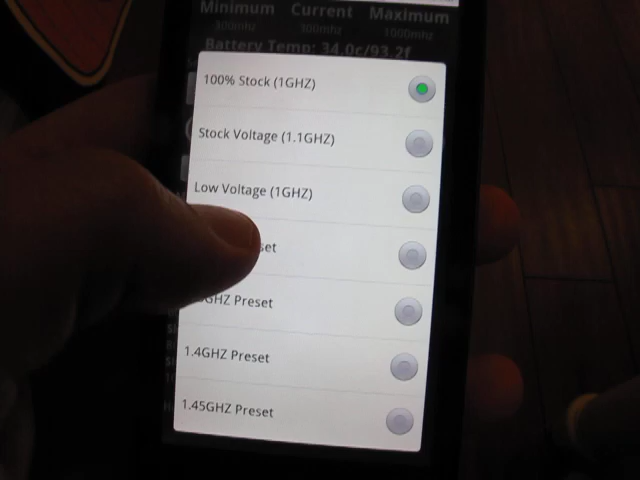 Minimum Current Maximum
300mhz 300mhz 1000mhz
Battery Temp: 34.0c/93.2f
100% Stock (1GHZ)
Stock Voltage (1.1GHZ)
Low Voltage (1GHZ)
GHZ Preset
1.4GHZ Preset
1.45GHZ Preset